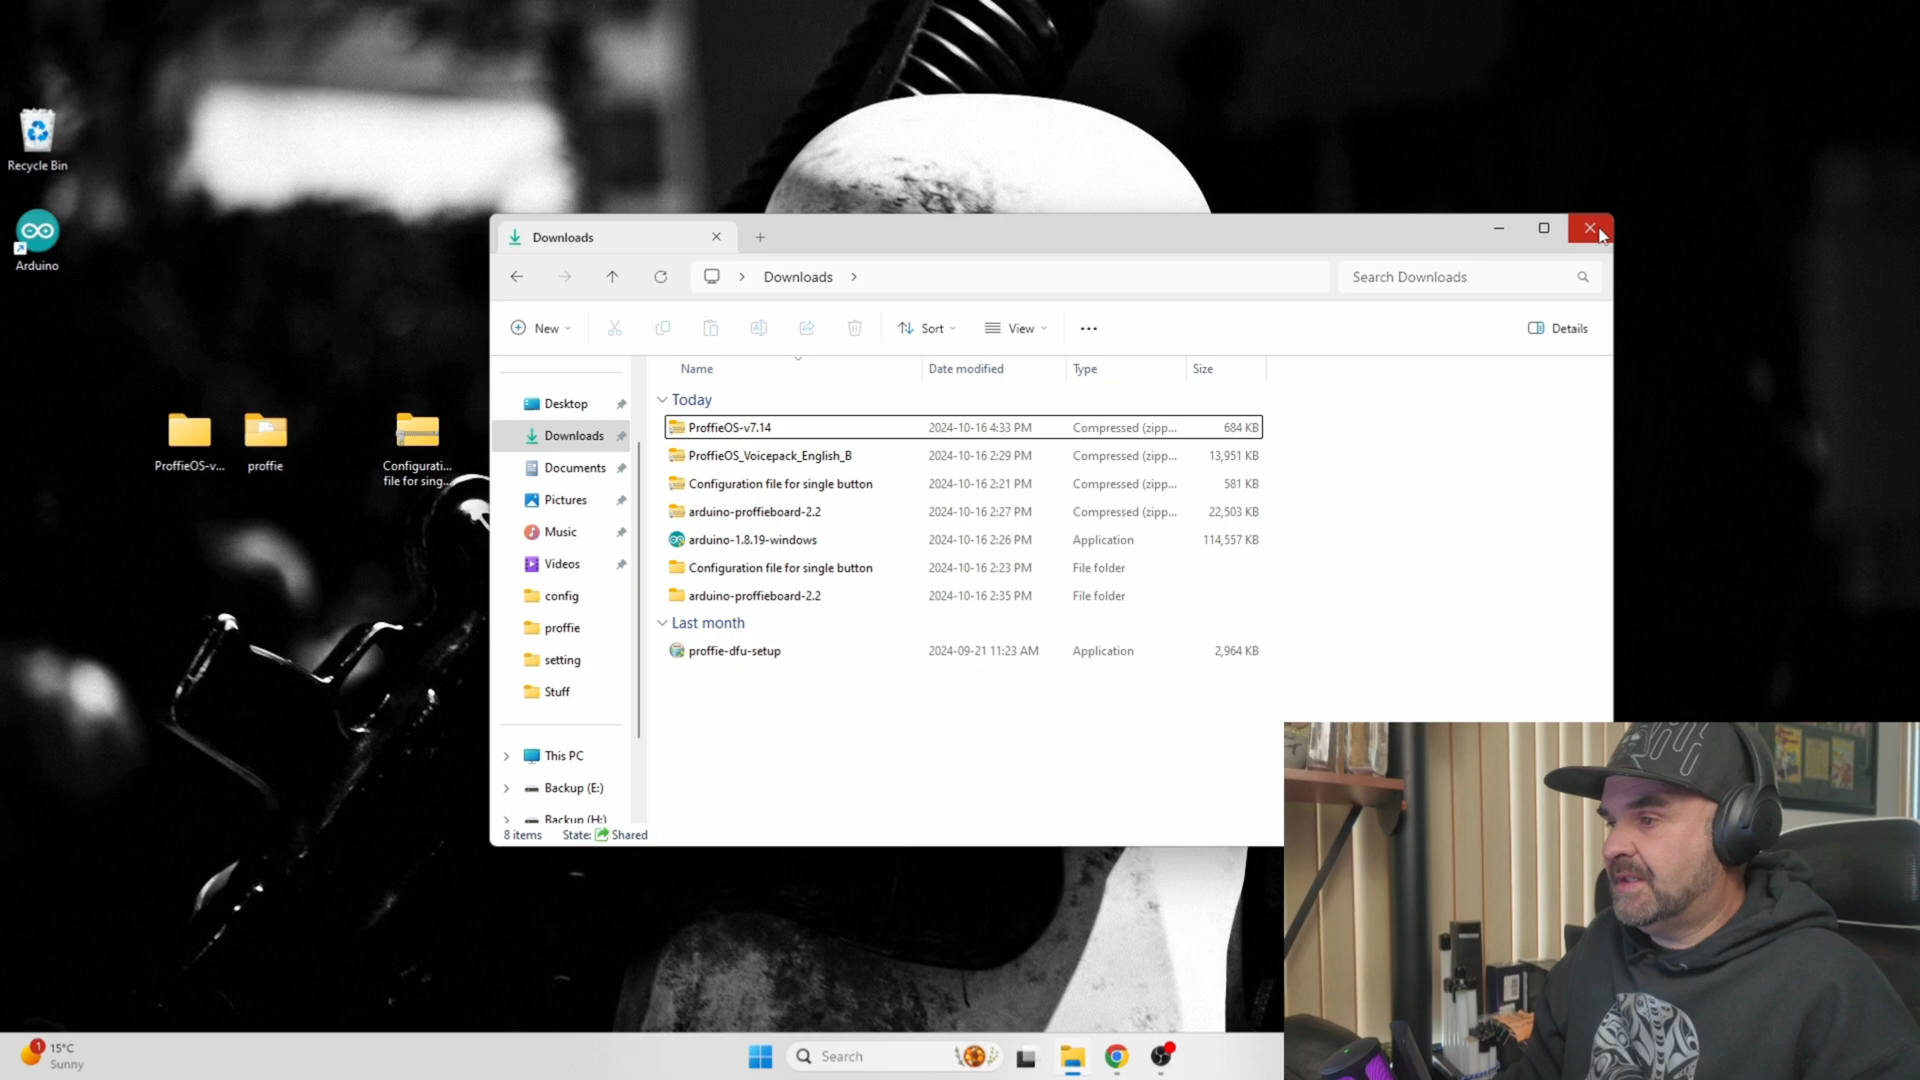 Recycle Bin
Arduino
ProffieOS-v...
proffie
Configurati...
file for sing...
Downloads
Downloads
Search Downloads
New
Sort
View
Details
Name
Date modified
Type
Size
Desktop
Downloads
Documents
Pictures
Music
Videos
config
proffie
setting
Stuff
This PC
Backup (E:)
Backup (H:)
Today
ProffieOS-v7.14 2024-10-16 4:33 PM Compressed (zipp... 684 KB
ProffieOS_Voicepack_English_B 2024-10-16 2:29 PM Compressed (zipp... 13,951 KB
Configuration file for single button 2024-10-16 2:21 PM Compressed (zipp... 581 KB
arduino-proffieboard-2.2 2024-10-16 2:27 PM Compressed (zipp... 22,503 KB
arduino-1.8.19-windows 2024-10-16 2:26 PM Application 114,557 KB
Configuration file for single button 2024-10-16 2:23 PM File folder
arduino-proffieboard-2.2 2024-10-16 2:35 PM File folder
Last month
proffie-dfu-setup 2024-09-21 11:23 AM Application 2,964 KB
8 items State: Shared
1
15°C
Sunny
Search